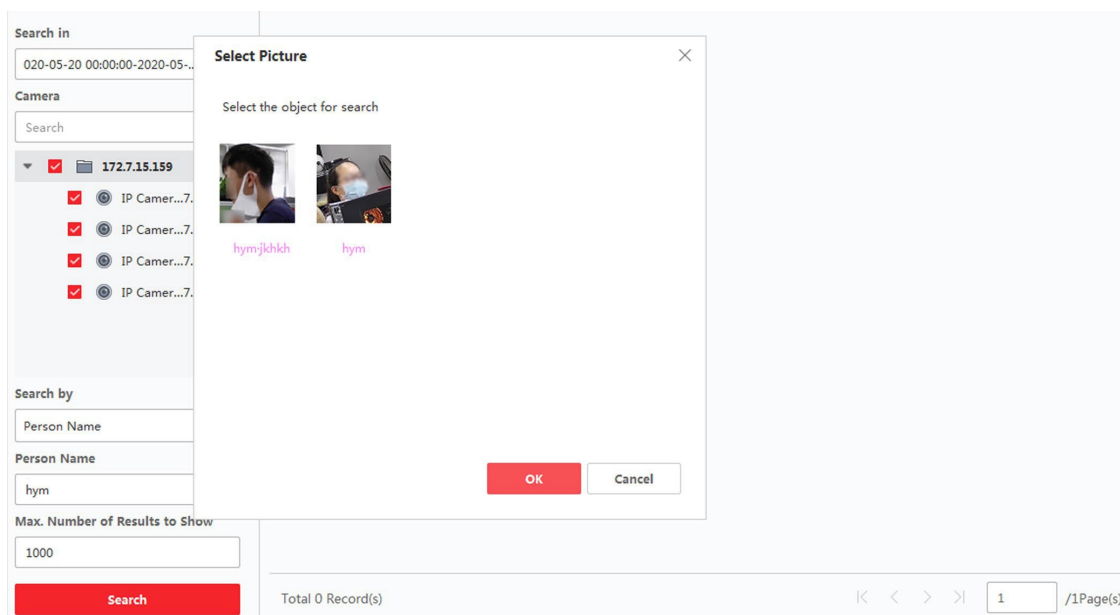 Search in
020-05-20 00:00:00-2020-05-..
Camera
Search
172.7.15.159
IP Camer...7.
IP Camer...7.
IP Camer...7.
IP Camer...7.
Search by
Person Name
Person Name
hym
Max. Number of Results to Show
1000
Search
Select Picture
Select the object for search
hym-jkhkh
hym
OK
Cancel
Total 0 Record(s)
1
/1Page(s)